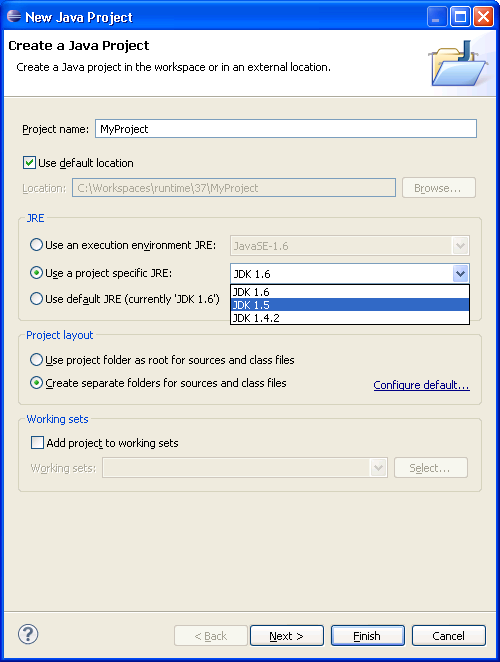 New Java Project
Create a Java Project
Create a Java project in the workspace or in an external location.
Project name: MyProject
Use default location
Location: C:\Workspaces\runtime\37\MyProject Browse...
JRE
Use an execution environment JRE: JavaSE-1.6
Use a project specific JRE: JDK 1.6
JDK 1.6
JDK 1.5
Use default JRE (currently 'JDK 1.6')
JDK 1.4.2
Project layout
Use project folder as root for sources and class files
Create separate folders for sources and class files Configure default...
Working sets
Add project to working sets
Working sets: Select...
? < Back Next > Finish Cancel